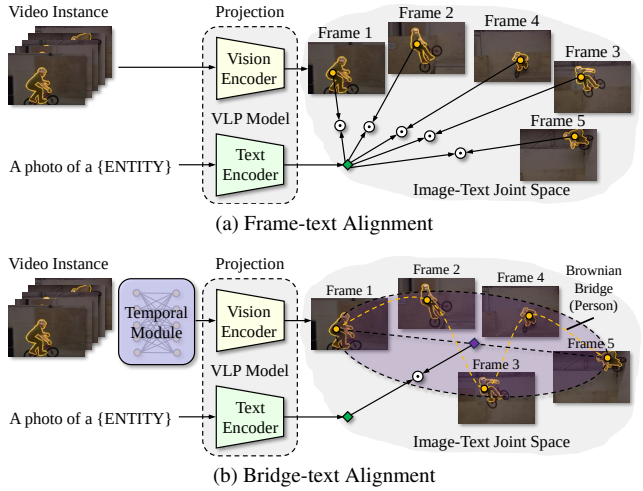 Video Instance
Projection
Frame 1
Frame 2
Frame 4
Frame 3
Frame 5
Vision
Encoder
VLP Model
Text
Encoder
A photo of a {ENTITY}
Image-Text Joint Space
(a) Frame-text Alignment
Video Instance
Projection
Temporal
Module
Vision
Encoder
VLP Model
Text
Encoder
A photo of a {ENTITY}
Frame 1
Frame 2
Frame 4
Brownian
Bridge
(Person)
Frame 5
Frame 3
Image-Text Joint Space
(b) Bridge-text Alignment